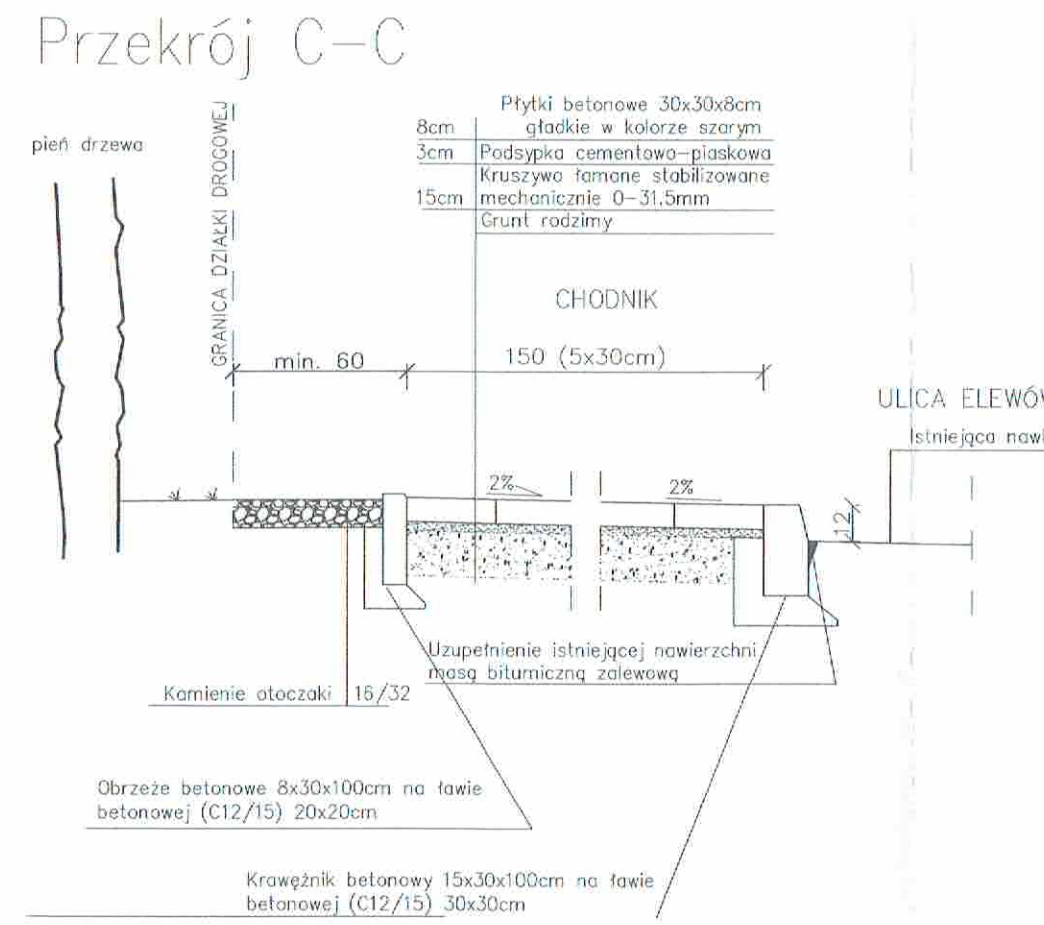 Przekrój C-C
pień drzewa
GRANICA DZIAŁKI DROGOWEJ
Płytki betonowe 30x30x8cm
8cm gładkie w kolorze szarym
3cm Podsypka cementowo-piaskowa
Kruszywo łamane stabilizowane
15cm mechanicznie 0-31.5mm
Grunt rodzimy
CHODNIK
min. 60
150 (5x30cm)
ULICA ELEWÓW
Istniejąca
2%
2%
12
Uzupełnienie istniejącej nawierzchni
masą bitumiczną zalewową
Kamienie otoczaki 16/32
Obrzeże betonowe 8x30x100cm na ławie
betonowej (C12/15) 20x20cm
Krawężnik betonowy 15x30x100cm na ławie
betonowej (C12/15) 30x30cm